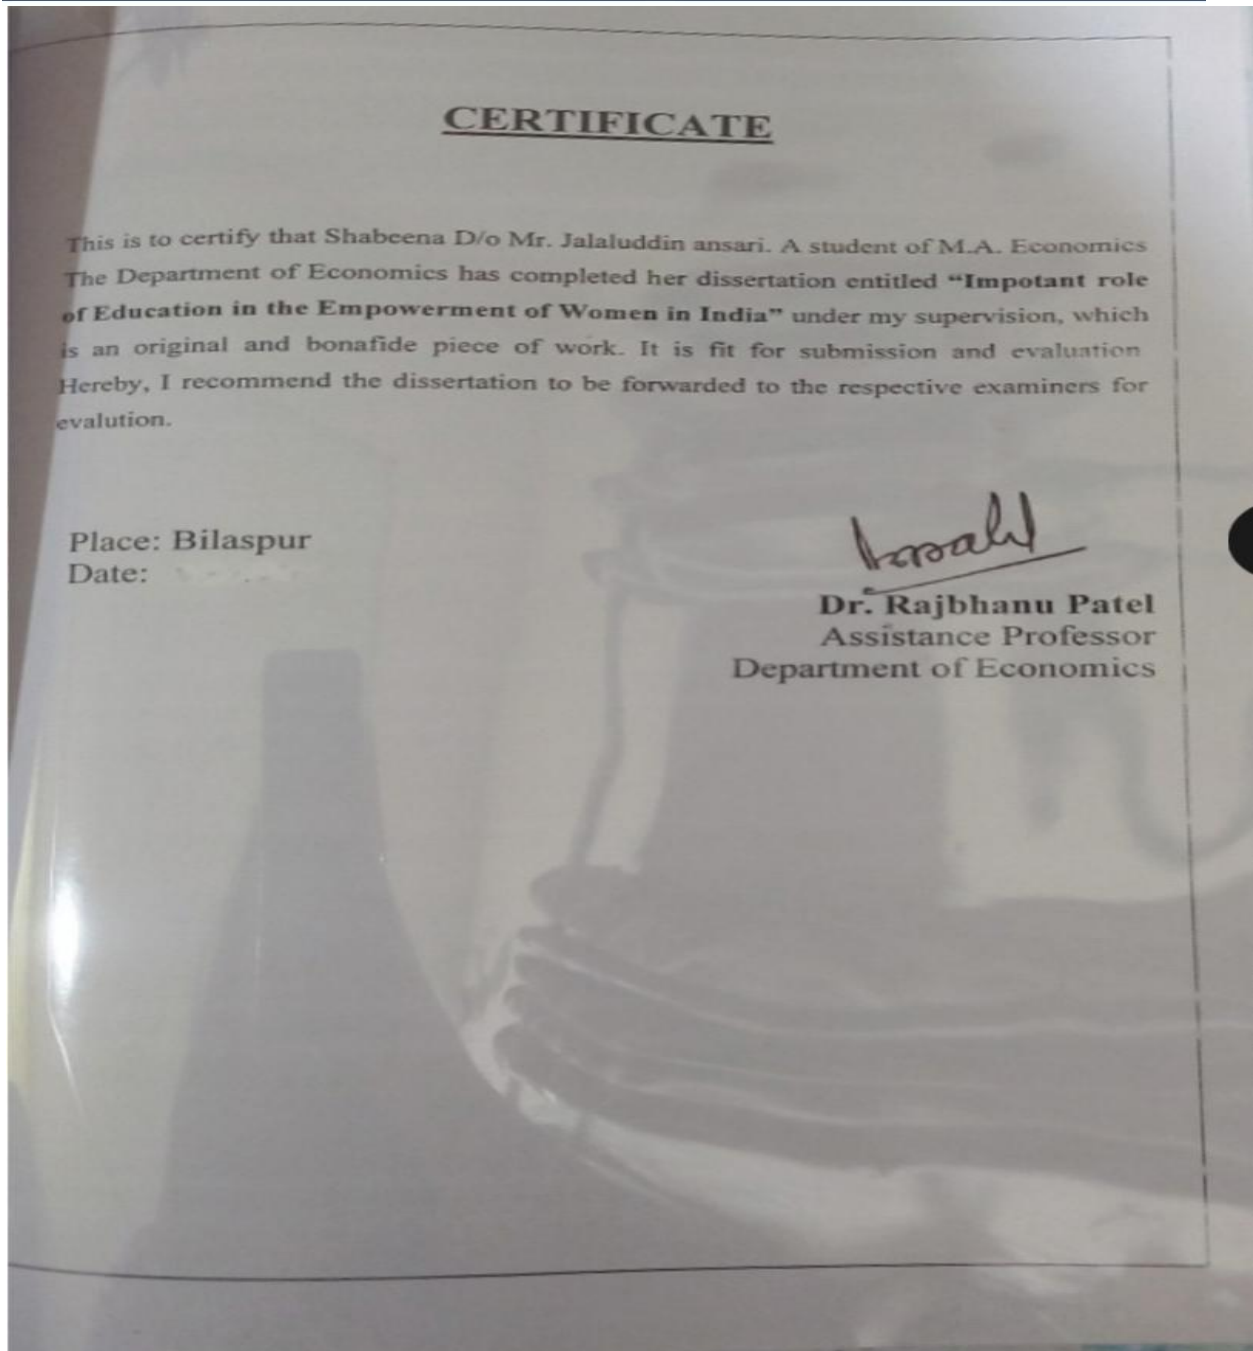 CERTIFICATE
This is to certify that Shabeena D/o Mr. Jalaluddin ansari. A student of M.A. Economics
The Department of Economics has completed her dissertation entitled “Impotant role
of Education in the Empowerment of Women in India” under my supervision, which
is an original and bonafide piece of work. It is fit for submission and evaluation
Hereby, I recommend the dissertation to be forwarded to the respective examiners for
evalution.
Place: Bilaspur
Date:
Dr. Rajbhanu Patel
Assistance Professor
Department of Economics